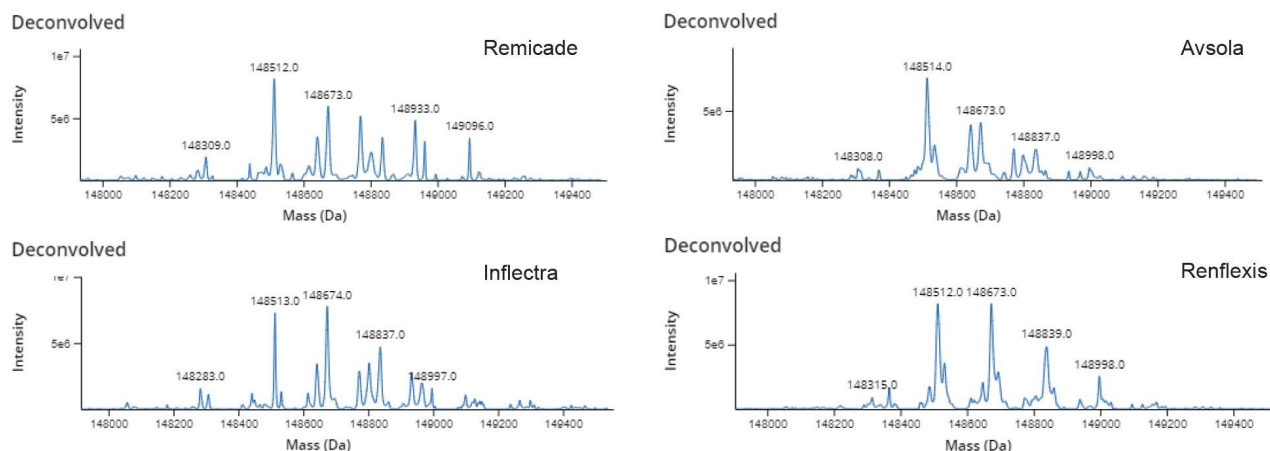 Deconvolved
Remicade
1e7
5e6
Intensity
148309.0
148512.0
148673.0
148933.0
149096.0
148000 148200 148400 148600 148800 149000 149200 149400
Mass (Da)
Deconvolved
Avsola
5e6
Intensity
148308.0
148514.0
148673.0
148837.0
148998.0
148000 148200 148400 148600 148800 149000 149200 149400
Mass (Da)
Deconvolved
Inflectra
1e7
5e6
Intensity
148283.0
148513.0
148674.0
148837.0
148997.0
148000 148200 148400 148600 148800 149000 149200 149400
Mass (Da)
Deconvolved
Renflexis
1e7
5e6
Intensity
148315.0
148512.0 148673.0
148839.0
148998.0
148000 148200 148400 148600 148800 149000 149200 149400
Mass (Da)